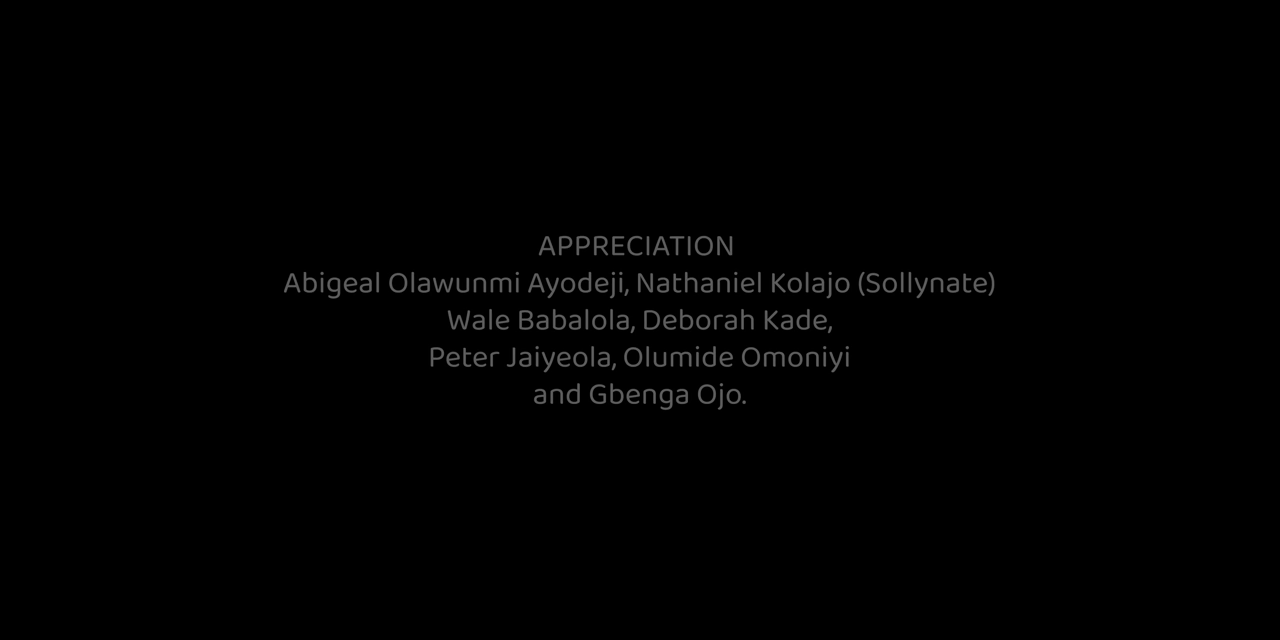 APPRECIATION
Abigeal Olawunmi Ayodeji, Nathaniel Kolajo (Sollynate)
Wale Babalola, Deborah Kade,
Peter Jaiyeola, Olumide Omoniyi
and Gbenga Ojo.